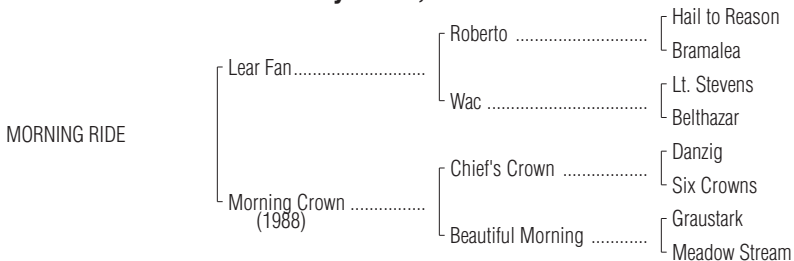 Hail to Reason
Roberto ............................
Bramalea
Lear Fan............................
Lt. Stevens
Wac ..................................
Belthazar
MORNING RIDE
Danzig
Chief's Crown ..................
Six Crowns
Morning Crown ................
(1988)
Graustark
Beautiful Morning ............
Meadow Stream